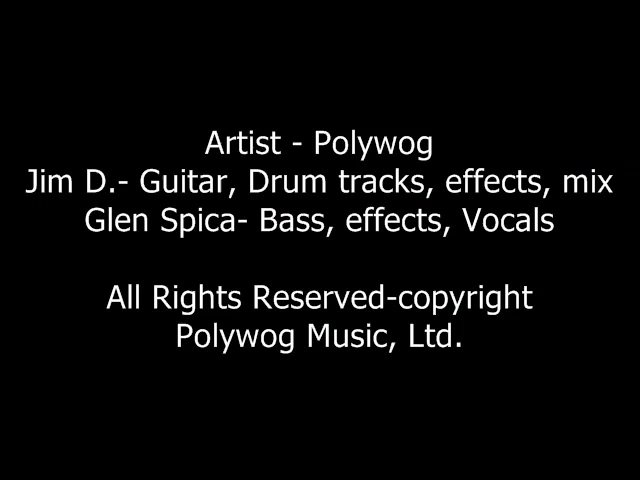 Artist - Polywog
Jim D.- Guitar, Drum tracks, effects, mix
Glen Spica- Bass, effects, Vocals
All Rights Reserved-copyright
Polywog Music, Ltd.